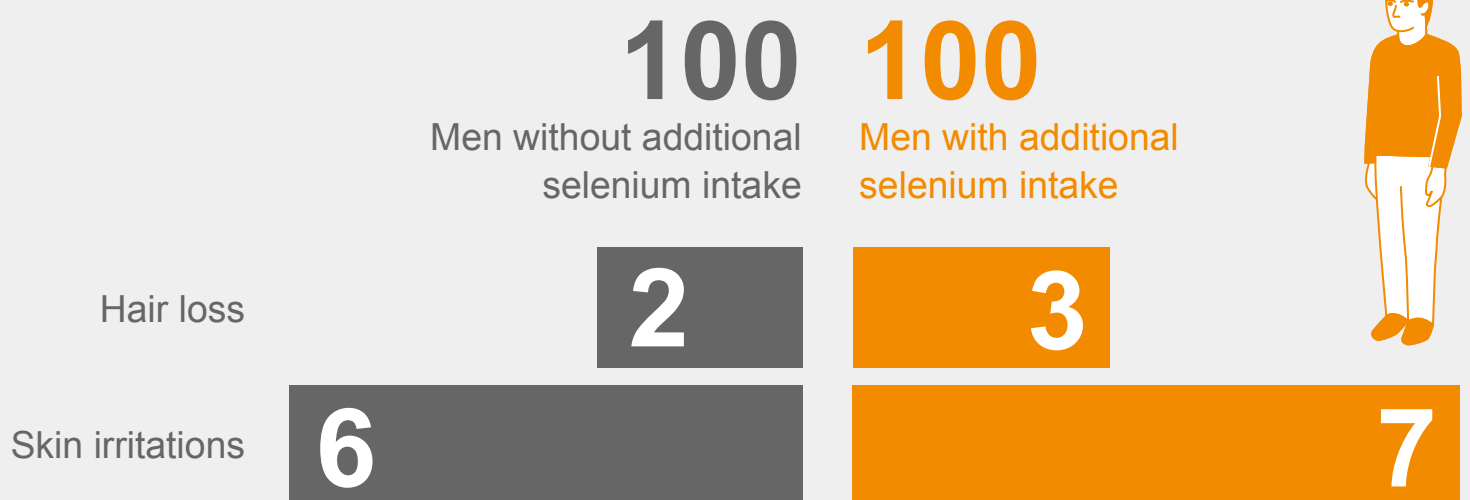 100 100
Men without additional Men with additional
selenium intake selenium intake
Hair loss 2 3
Skin irritations 6 7